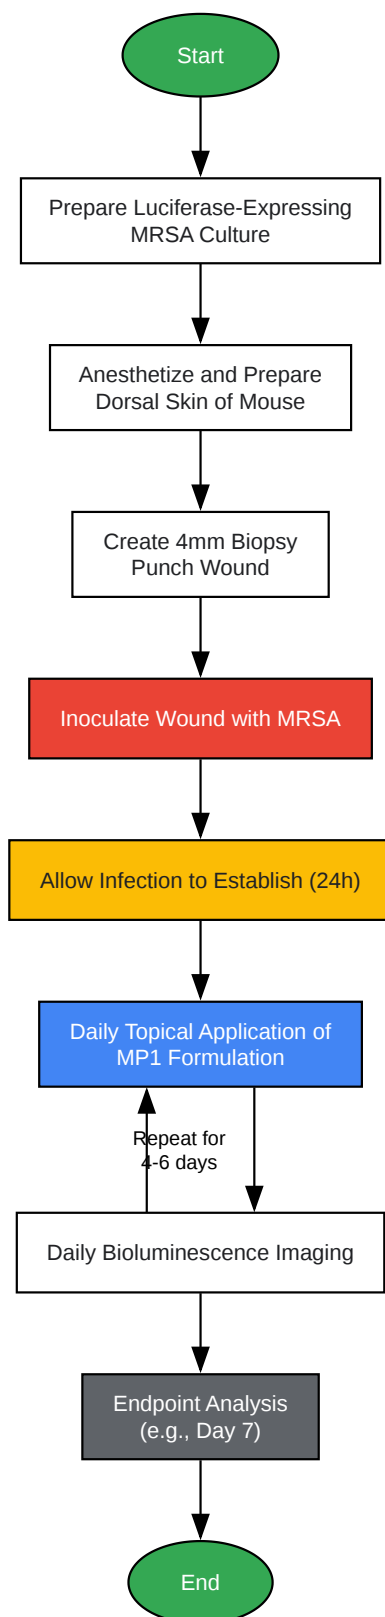 Start
Prepare Luciferase-Expressing
MRSA Culture
Anesthetize and Prepare
Dorsal Skin of Mouse
Create 4mm Biopsy
Punch Wound
Inoculate Wound with MRSA
Allow Infection to Establish (24h)
Daily Topical Application of
MP1 Formulation
Repeat for
4-6 days
Daily Bioluminescence Imaging
Endpoint Analysis
(e.g., Day 7)
End